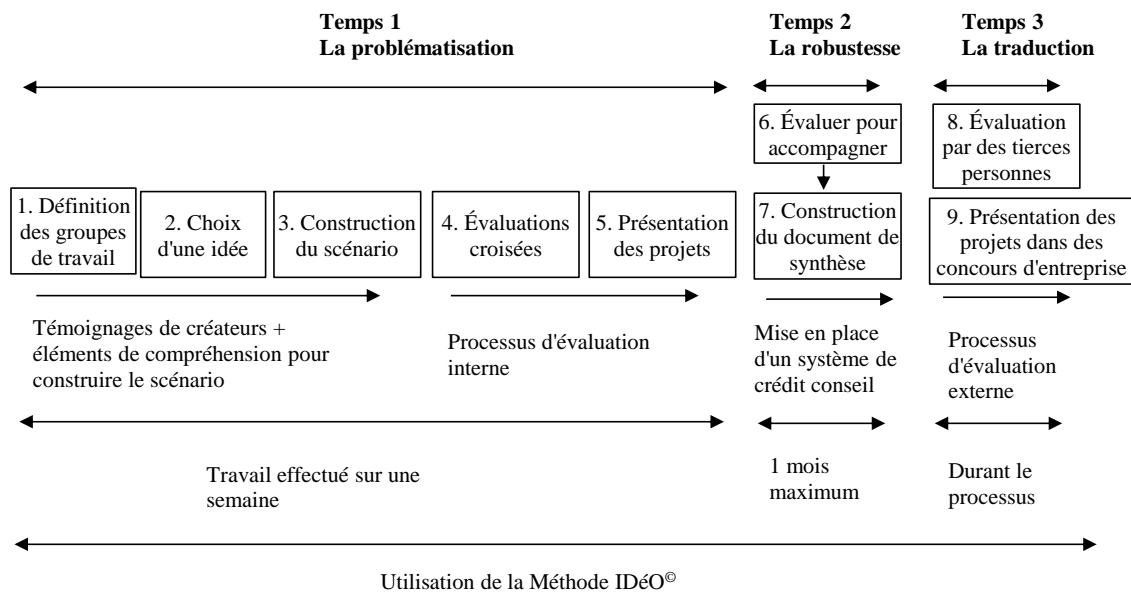 Temps 1
La problématisation
Temps 2
La robustesse
Temps 3
La traduction
6. Évaluer pour
accompagner
8. Évaluation
par des tierces
personnes
1. Définition
des groupes
de travail
2. Choix
d'une idée
3. Construction
du scénario
4. Évaluations
croisées
5. Présentation
des projets
7. Construction
du document de
synthèse
9. Présentation des
projets dans des
concours d'entreprise
Témoignages de créateurs +
éléments de compréhension pour
construire le scénario
Processus d'évaluation
interne
Mise en place
d'un système de
crédit conseil
Processus
d'évaluation
externe
Travail effectué sur une
semaine
1 mois
maximum
Durant le
processus
Utilisation de la Méthode IDéO©